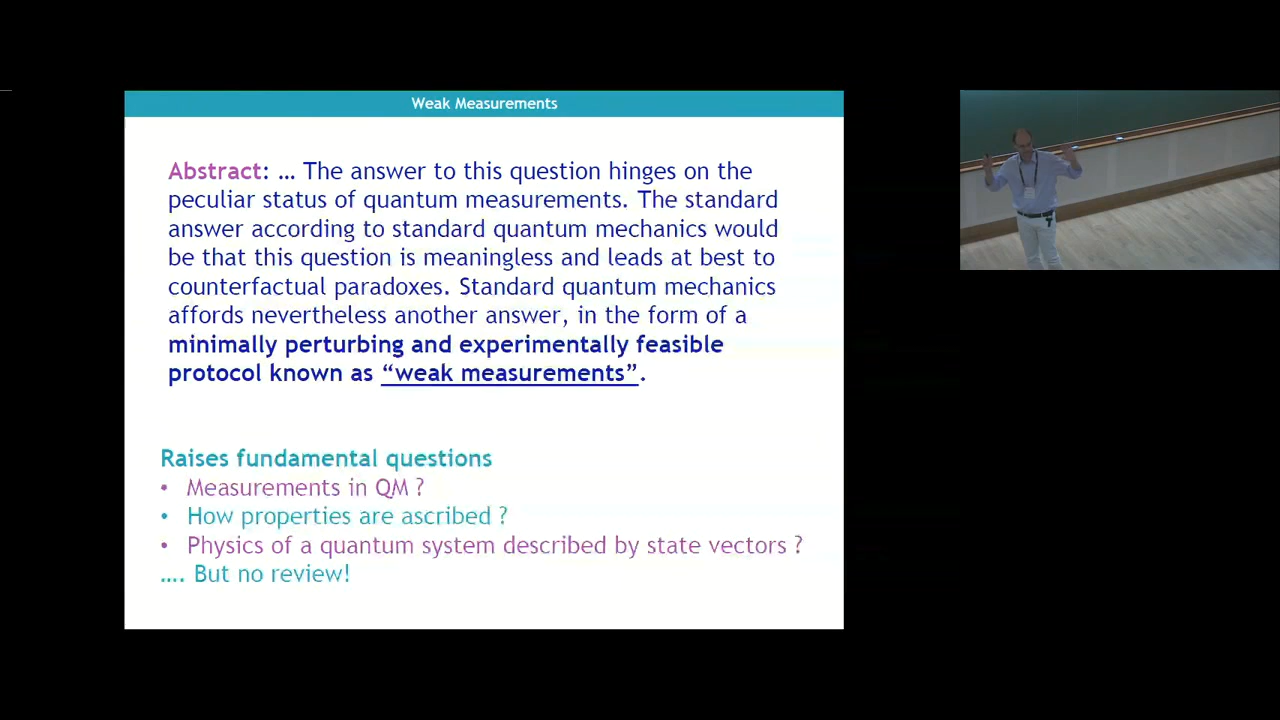 Weak Measurements
Abstract: … The answer to this question hinges on the
peculiar status of quantum measurements. The standard
answer according to standard quantum mechanics would
be that this question is meaningless and leads at best to
counterfactual paradoxes. Standard quantum mechanics
affords nevertheless another answer, in the form of a
minimally perturbing and experimentally feasible
protocol known as “weak measurements”.
Raises fundamental questions
• Measurements in QM ?
• How properties are ascribed ?
• Physics of a quantum system described by state vectors ?
…. But no review!